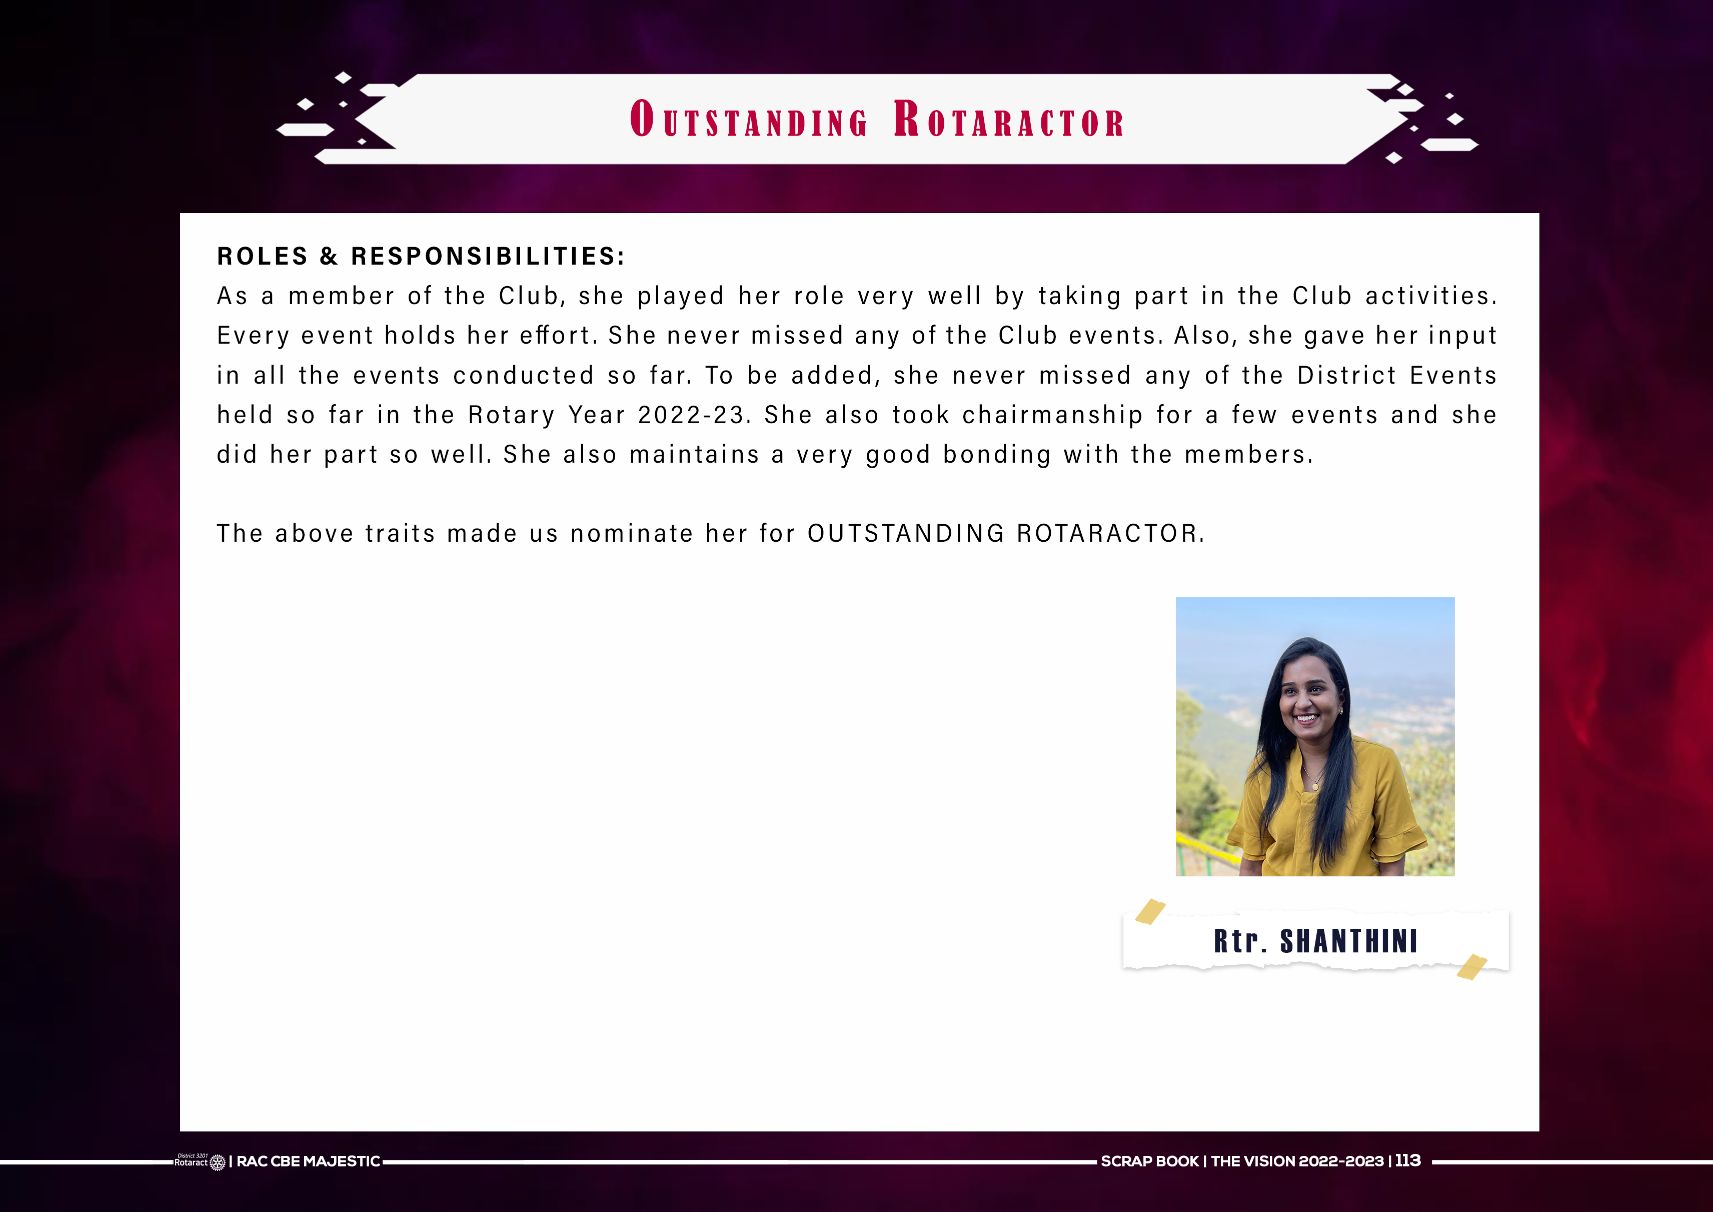 OUTSTANDING ROTARACTOR
ROLES & RESPONSIBILITIES:
As a member of the Club, she played her role very well by taking part in the Club activities.
Every event holds her effort. She never missed any of the Club events. Also, she gave her input
in all the events conducted so far. To be added, she never missed any of the District Events
held so far in the Rotary Year 2022-23. She also took chairmanship for a few events and she
did her part so well. She also maintains a very good bonding with the members.
The above traits made us nominate her for OUTSTANDING ROTARACTOR.
Rtr. SHANTHINI
District 3201
Rotaract | RAC CBE MAJESTIC
SCRAP BOOK | THE VISION 2022-2023 | 113